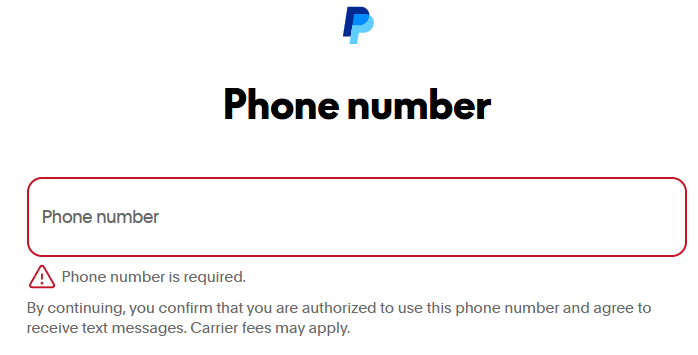 Phone number
Phone number
Phone number is required.
By continuing, you confirm that you are authorized to use this phone number and agree to
receive text messages. Carrier fees may apply.